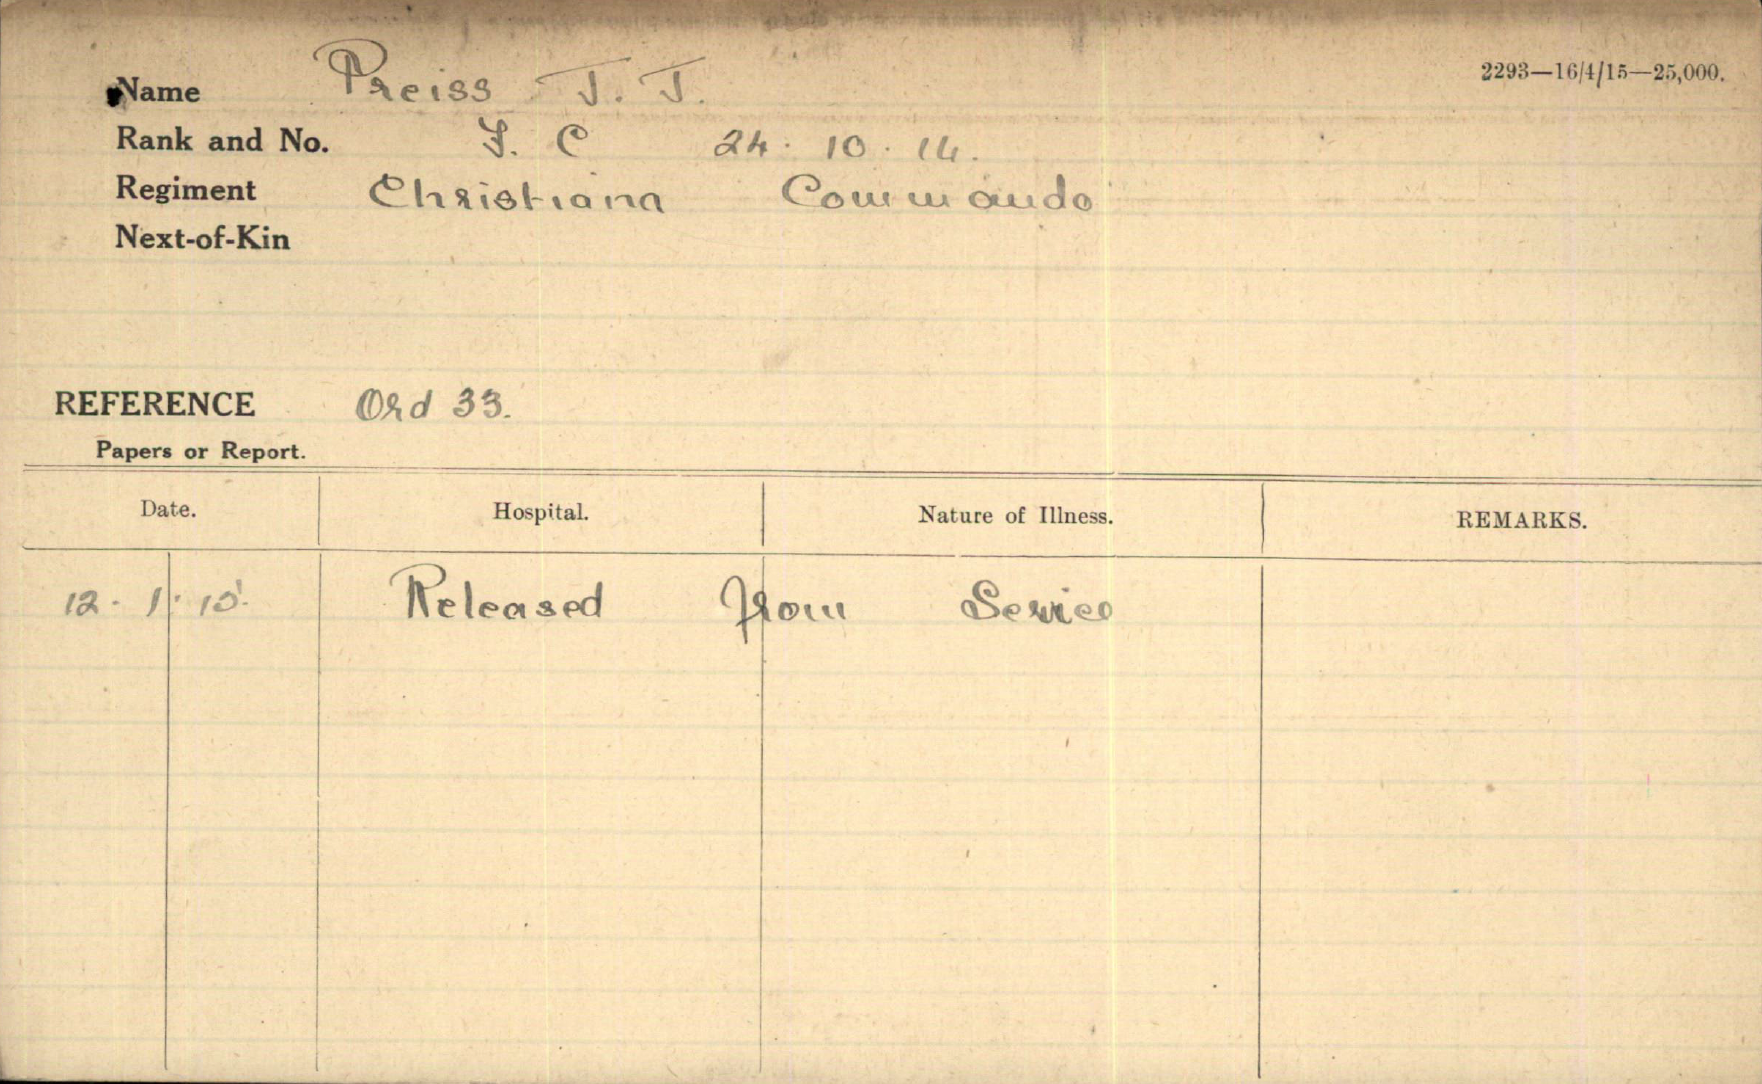 2293—16/4/15—25,000.
Name Preiss J. J.
Rank and No. F. C 24. 10. 14.
Regiment Christiana Commando
Next-of-Kin
REFERENCE Ord 33.
Papers or Report.
Date. Hospital. Nature of Illness. REMARKS.
12. 1. 15. Released from Service